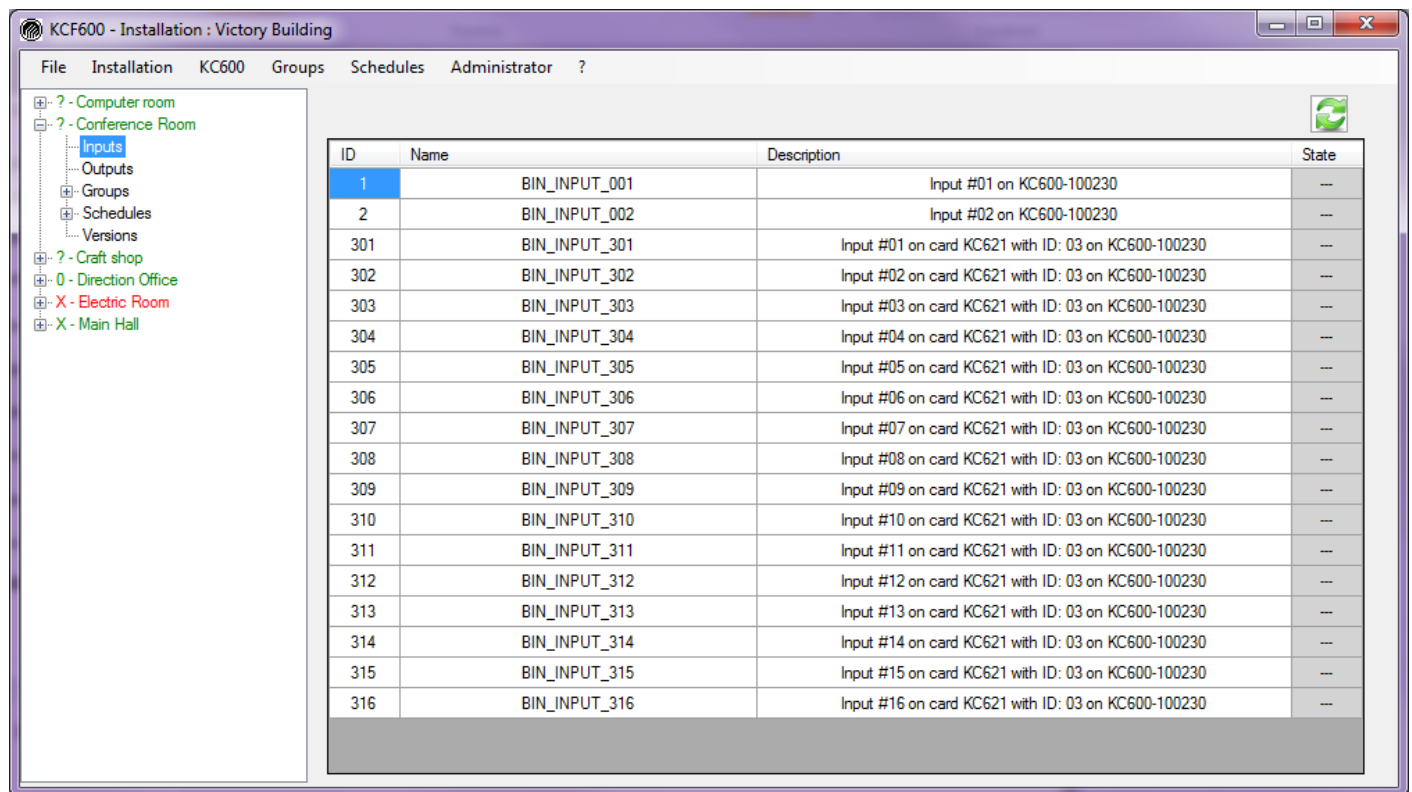 KCF600 - Installation : Victory Building
File Installation KC600 Groups Schedules Administrator ?
? - Computer room
? - Conference Room
Inputs
Outputs
Groups
Schedules
Versions
? - Craft shop
0 - Direction Office
X - Electric Room
X - Main Hall
ID Name Description State
1 BIN_INPUT_001 Input #01 on KC600-100230 ---
2 BIN_INPUT_002 Input #02 on KC600-100230 ---
301 BIN_INPUT_301 Input #01 on card KC621 with ID: 03 on KC600-100230 ---
302 BIN_INPUT_302 Input #02 on card KC621 with ID: 03 on KC600-100230 ---
303 BIN_INPUT_303 Input #03 on card KC621 with ID: 03 on KC600-100230 ---
304 BIN_INPUT_304 Input #04 on card KC621 with ID: 03 on KC600-100230 ---
305 BIN_INPUT_305 Input #05 on card KC621 with ID: 03 on KC600-100230 ---
306 BIN_INPUT_306 Input #06 on card KC621 with ID: 03 on KC600-100230 ---
307 BIN_INPUT_307 Input #07 on card KC621 with ID: 03 on KC600-100230 ---
308 BIN_INPUT_308 Input #08 on card KC621 with ID: 03 on KC600-100230 ---
309 BIN_INPUT_309 Input #09 on card KC621 with ID: 03 on KC600-100230 ---
310 BIN_INPUT_310 Input #10 on card KC621 with ID: 03 on KC600-100230 ---
311 BIN_INPUT_311 Input #11 on card KC621 with ID: 03 on KC600-100230 ---
312 BIN_INPUT_312 Input #12 on card KC621 with ID: 03 on KC600-100230 ---
313 BIN_INPUT_313 Input #13 on card KC621 with ID: 03 on KC600-100230 ---
314 BIN_INPUT_314 Input #14 on card KC621 with ID: 03 on KC600-100230 ---
315 BIN_INPUT_315 Input #15 on card KC621 with ID: 03 on KC600-100230 ---
316 BIN_INPUT_316 Input #16 on card KC621 with ID: 03 on KC600-100230 ---